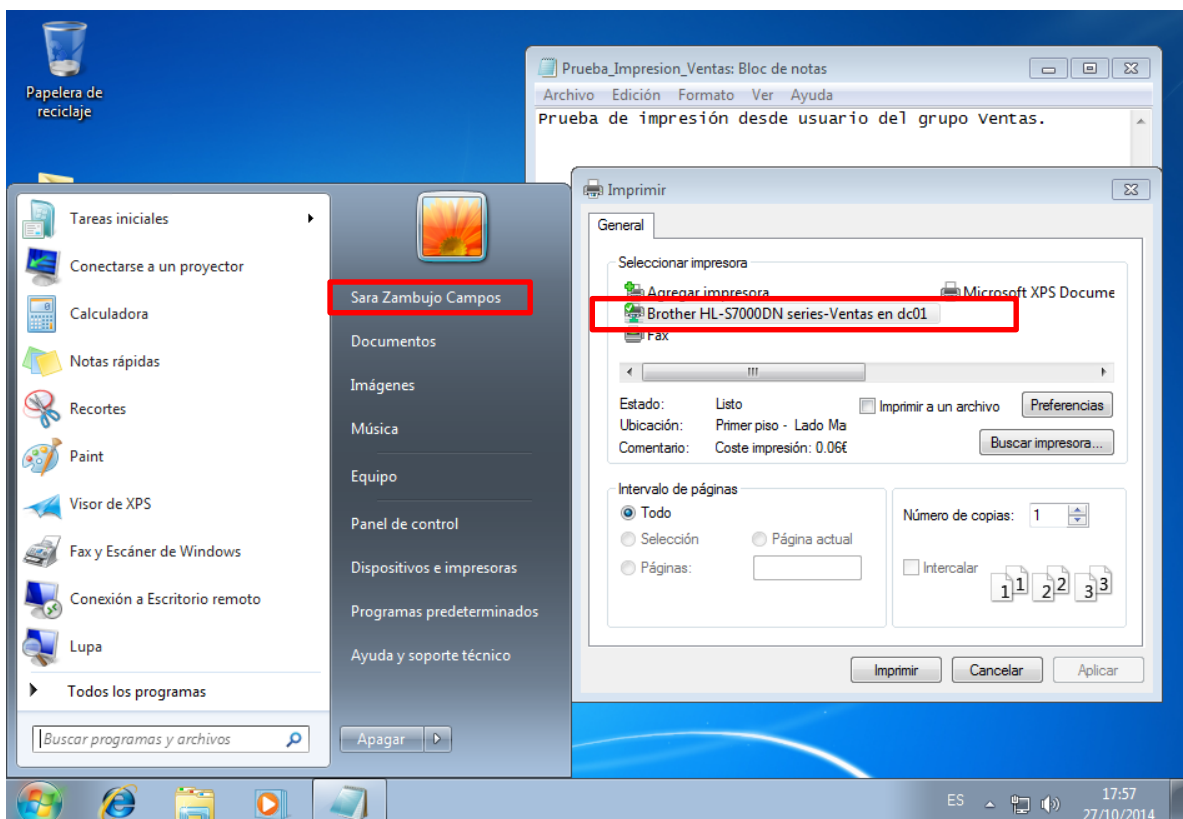 Papelera de
reciclaje
Prueba_Impresion_Ventas: Bloc de notas
Archivo Edición Formato Ver Ayuda
Prueba de impresión desde usuario del grupo Ventas.
Tareas iniciales
Conectarse a un proyector
Calculadora
Notas rápidas
Recortes
Paint
Visor de XPS
Fax y Escáner de Windows
Conexión a Escritorio remoto
Lupa
Todos los programas
Buscar programas y archivos
Sara Zambujo Campos
Documentos
Imágenes
Música
Equipo
Panel de control
Dispositivos e impresoras
Programas predeterminados
Ayuda y soporte técnico
Apagar
Imprimir
General
Seleccionar impresora
Agregar impresora Microsoft XPS Docume
Brother HL-S7000DN series-Ventas en dc01
Fax
Estado: Listo Imprimir a un archivo Preferencias
Ubicación: Primer piso - Lado Ma
Comentario: Coste impresión: 0.06€ Buscar impresora...
Intervalo de páginas
Todo
Selección Página actual
Páginas:
Número de copias: 1
Intercalar
1 1 2 2 3 3
Imprimir Cancelar Aplicar
ES 17:57
27/10/2014